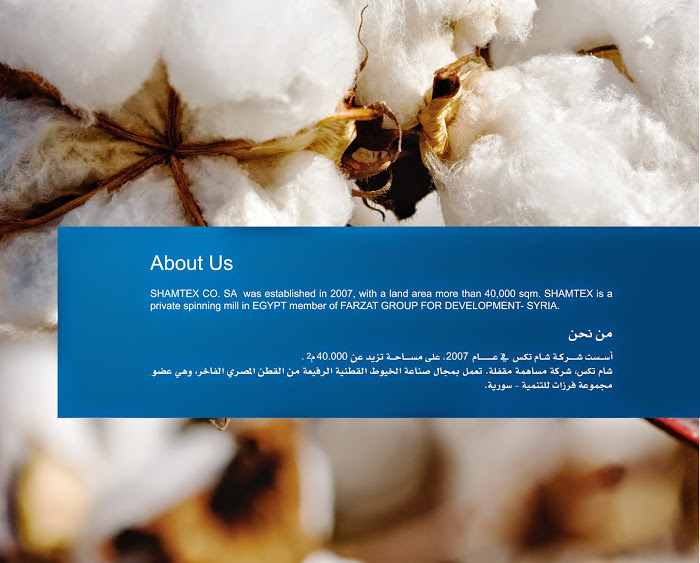 About Us
SHAMTEX CO. SA was established in 2007, with a land area more than 40,000 sqm. SHAMTEX is a
private spinning mill in EGYPT member of FARZAT GROUP FOR DEVELOPMENT- SYRIA.
من نحن
أسست شــركـة شام تكس في عــــام 2007، على مســاحــة تزيد عن 40.000 م2 .
شام تكس، شركة مساهمة مقفلة. تعمل بمجال صناعة الخيوط القطنية الرفيعة من القطن المصري الفاخر، وهي عضو
مجموعة فرزات للتنمية - سورية.